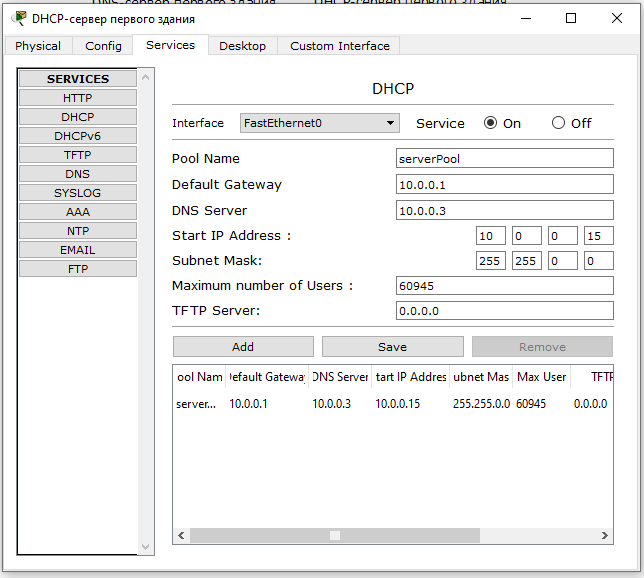 DHCP-сервер первого здания
Physical Config Services Desktop Custom Interface
SERVICES
HTTP
DHCP
DHCPv6
TFTP
DNS
SYSLOG
AAA
NTP
EMAIL
FTP
DHCP
Interface FastEthernet0 Service On Off
Pool Name serverPool
Default Gateway 10.0.0.1
DNS Server 10.0.0.3
Start IP Address : 10 0 0 15
Subnet Mask: 255 255 0 0
Maximum number of Users : 60945
TFTP Server: 0.0.0.0
Add Save Remove
ool Nam efault Gateway DNS Server tart IP Addres ubnet Mas Max User TFTP
server... 10.0.0.1 10.0.0.3 10.0.0.15 255.255.0.0 60945 0.0.0.0